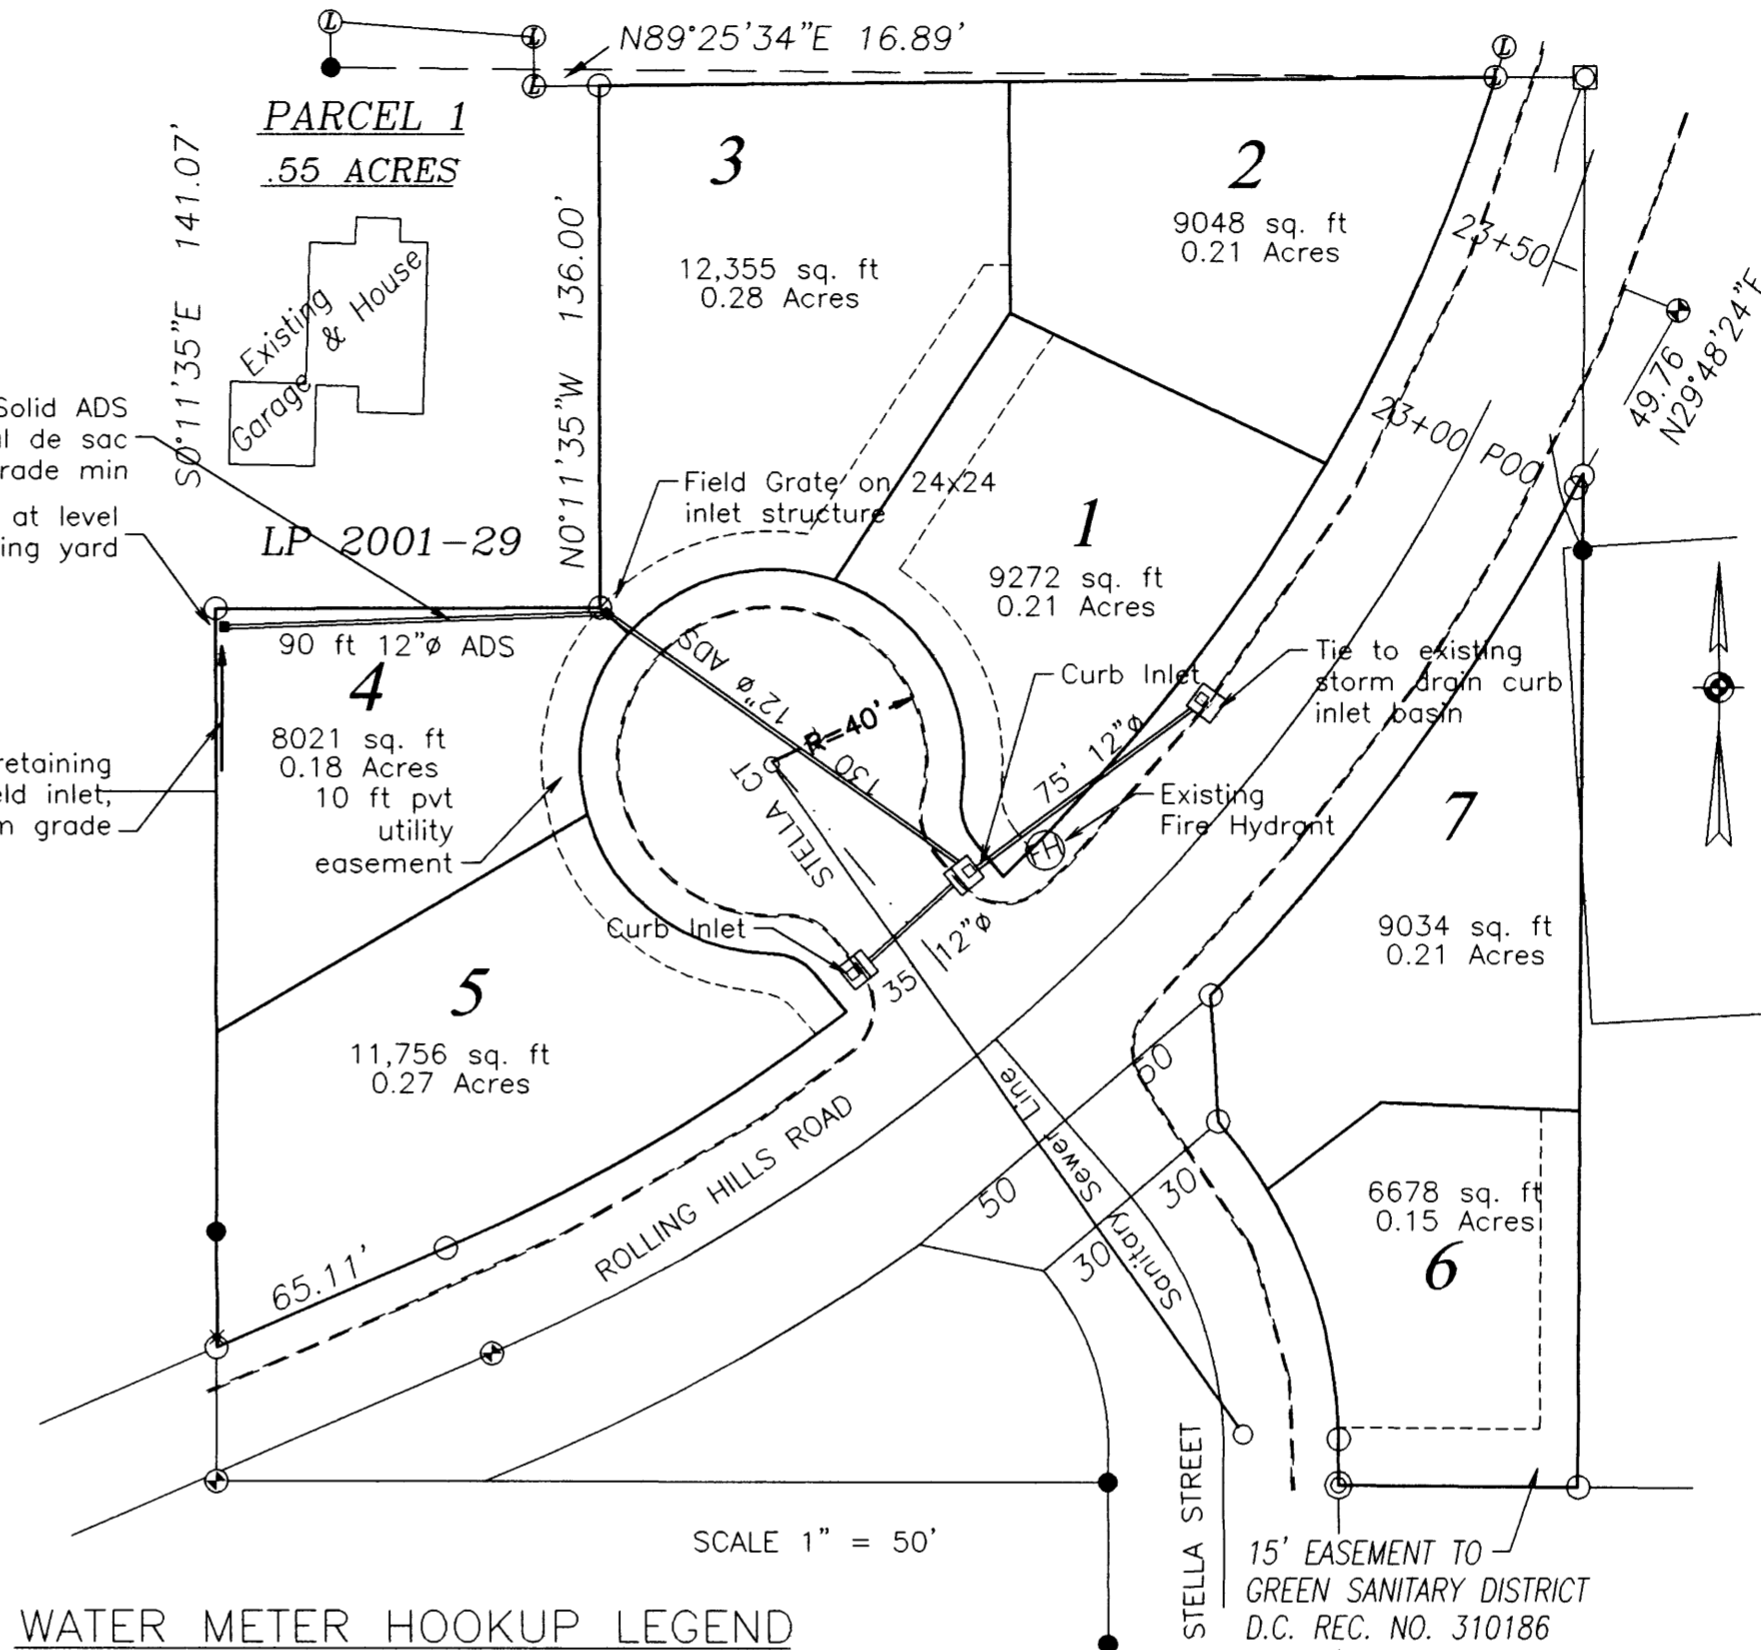 N89°25'34"E 16.89'
PARCEL 1
.55 ACRES
S0°11'35"E 141.07'
Existing
& House
Garage
N0°11'35"W 136.00'
LP 2001-29
3
12,355 sq. ft
0.28 Acres
2
9048 sq. ft
0.21 Acres
23+50
49.76
23+00 POC
Solid ADS
de sac
rade min
at level
ing yard
Field Grate on 24x24
inlet structure
1
9272 sq. ft
0.21 Acres
90 ft 12"ø ADS
12"ø ADS
130
R=40'
STELLA CT
Curb Inlet
75' 12"ø
Tie to existing
storm drain curb
inlet basin
4
8021 sq. ft
0.18 Acres
10 ft pvt
utility
easement
retaining
eld inlet,
grade
Existing
Fire Hydrant
FH
7
9034 sq. ft
0.21 Acres
Curb Inlet
35
12"ø
5
11,756 sq. ft
0.27 Acres
ROLLING HILLS ROAD
65.11'
Sanitary Sewer Line
50
30
30
6678 sq. ft
0.15 Acres
6
SCALE 1" = 50'
STELLA STREET
15' EASEMENT TO
GREEN SANITARY DISTRICT
D.C. REC. NO. 310186
WATER METER HOOKUP LEGEND